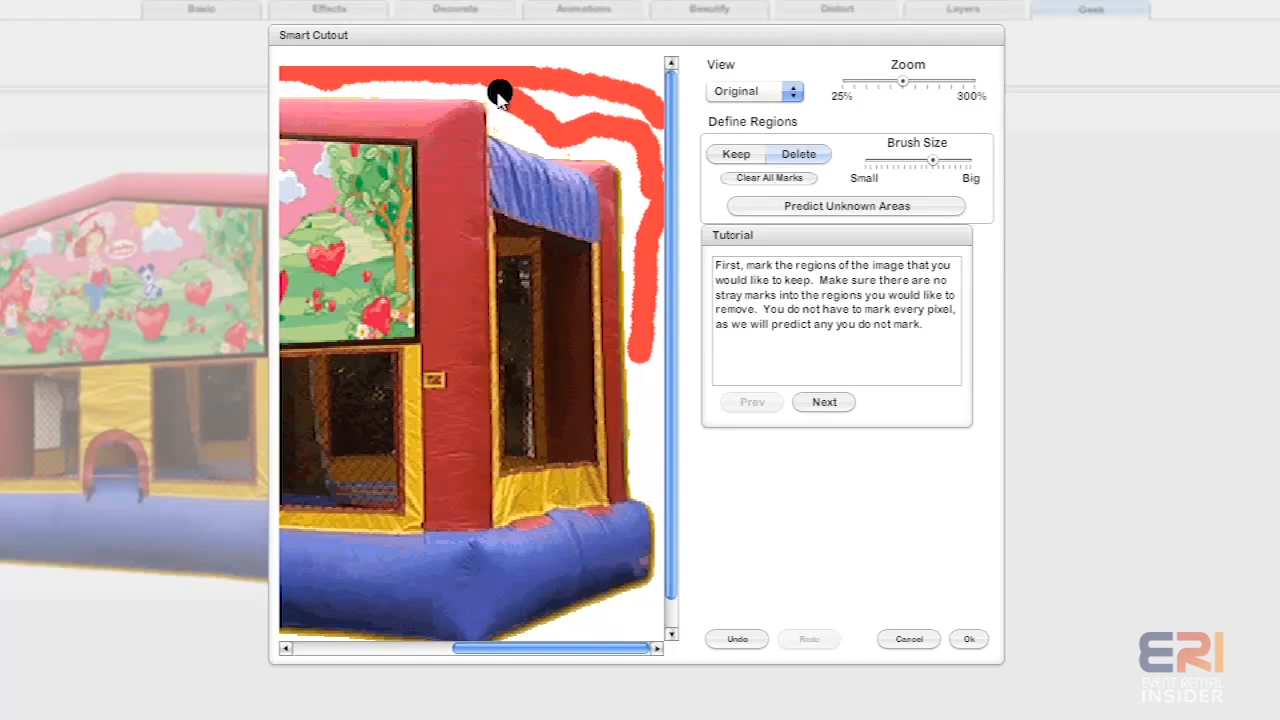 Basic
Effects
Decorate
Animations
Beautify
Distort
Layers
Geek
Smart Cutout
View
Zoom
Original
25%
300%
Define Regions
Brush Size
Keep
Delete
Clear All Marks
Small
Big
Predict Unknown Areas
Tutorial
First, mark the regions of the image that you
would like to keep. Make sure there are no
stray marks into the regions you would like to
remove. You do not have to mark every pixel,
as we will predict any you do not mark.
Prev
Next
Undo
Redo
Cancel
Ok
ERI
EVENT RENTAL
INSIDER